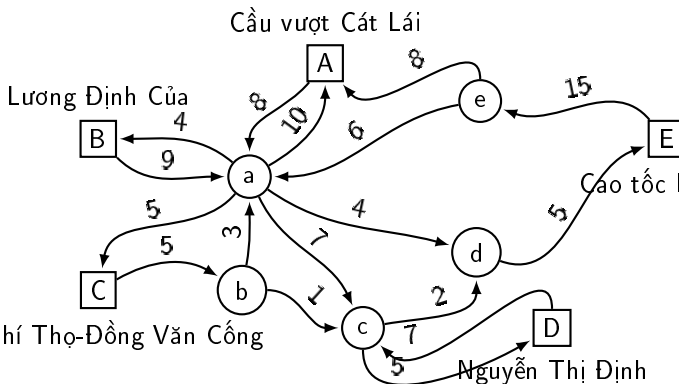 Cầu vượt Cát Lái
A
8
8
10
e
15
Lương Định Của
B
4
9
6
E
Cao tốc
a
5
4
5
3
7
5
d
C
b
1
2
c
7
D
hí Thọ-Đồng Văn Cống
5
Nguyễn Thị Định